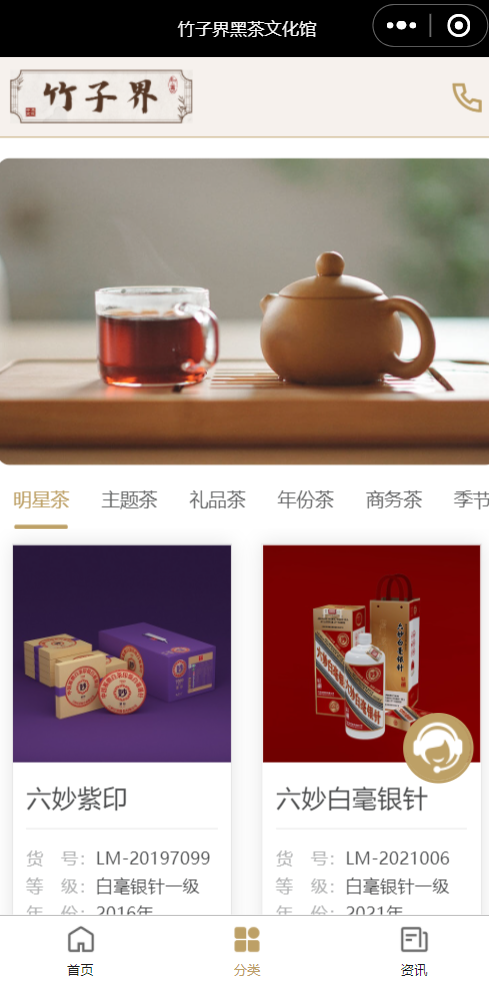 竹子界黑茶文化馆
竹子界
明星茶 主题茶 礼品茶 年份茶 商务茶 季节
六妙紫印
货 号：LM-20197099
等 级：白毫银针一级
年 份：2016年
六妙白毫银针
货 号：LM-2021006
等 级：白毫银针一级
年 份：2021年
首页 分类 资讯